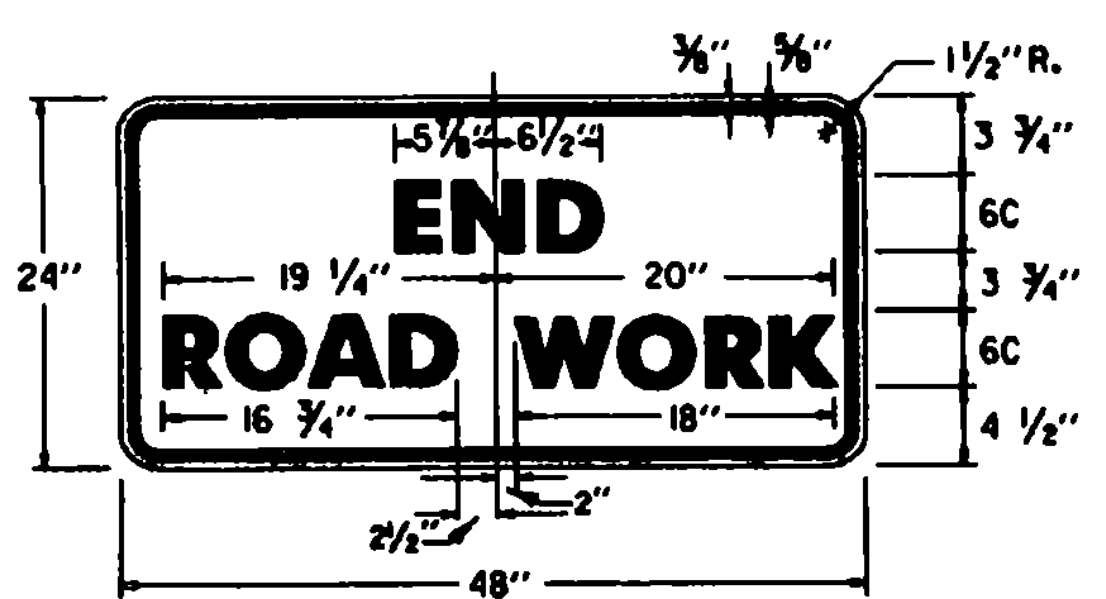 3/8" 5/8" 1 1/2" R.
5 7/8" 6 1/2" 3 3/4"
END 6C
24" 19 1/4" 20" 3 3/4"
ROAD WORK 6C
16 3/4" 18" 4 1/2"
2"
2 1/2"
48"